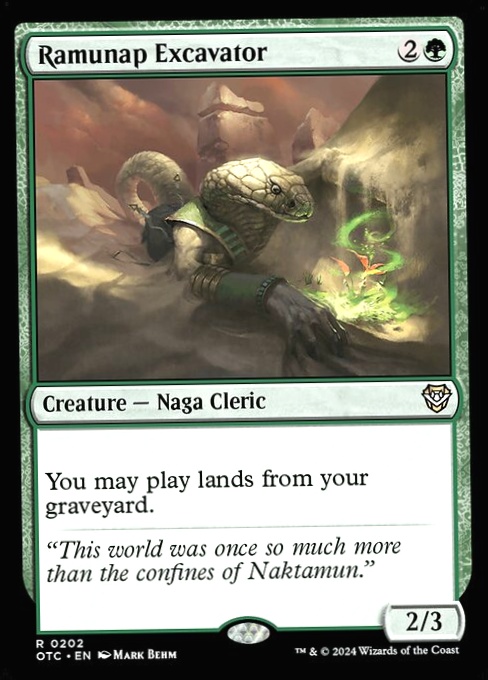 Ramunap Excavator 2
Creature — Naga Cleric
You may play lands from your
graveyard.
“This world was once so much more
than the confines of Naktamun.”
2/3
R 0202
OTC • EN Mark Behm
™ & © 2024 Wizards of the Coast